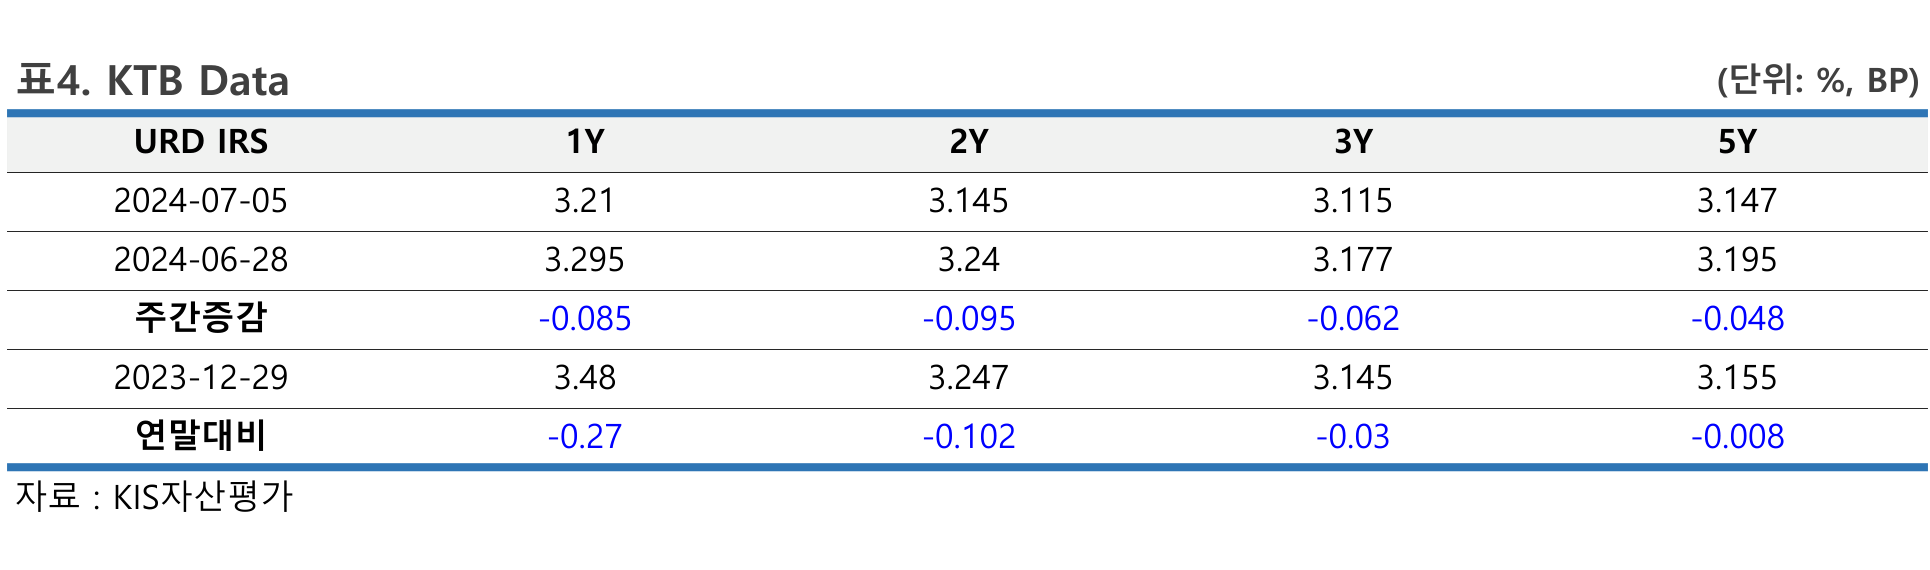 표4. KTB Data (단위: %, BP)
URD IRS 1Y 2Y 3Y 5Y
2024-07-05 3.21 3.145 3.115 3.147
2024-06-28 3.295 3.24 3.177 3.195
주간증감 -0.085 -0.095 -0.062 -0.048
2023-12-29 3.48 3.247 3.145 3.155
연말대비 -0.27 -0.102 -0.03 -0.008
자료 : KIS자산평가